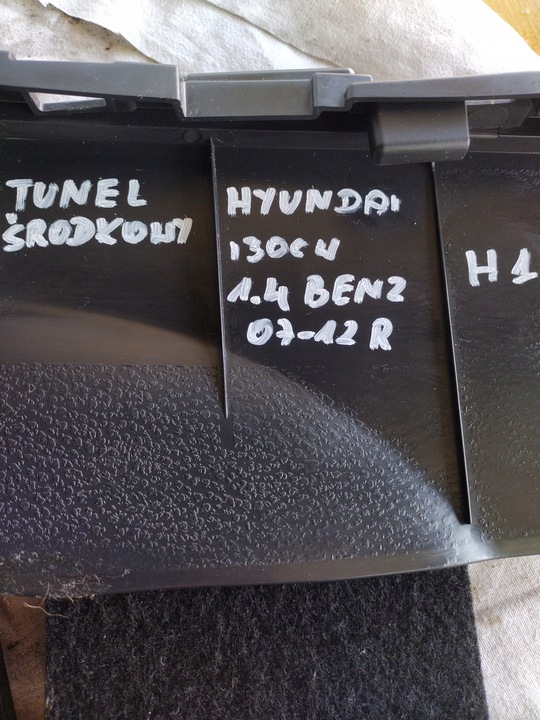 TUNEL
ŚRODKOWY
HYUNDAI
I30CW
1.4 BENZ
07-12 R
H1